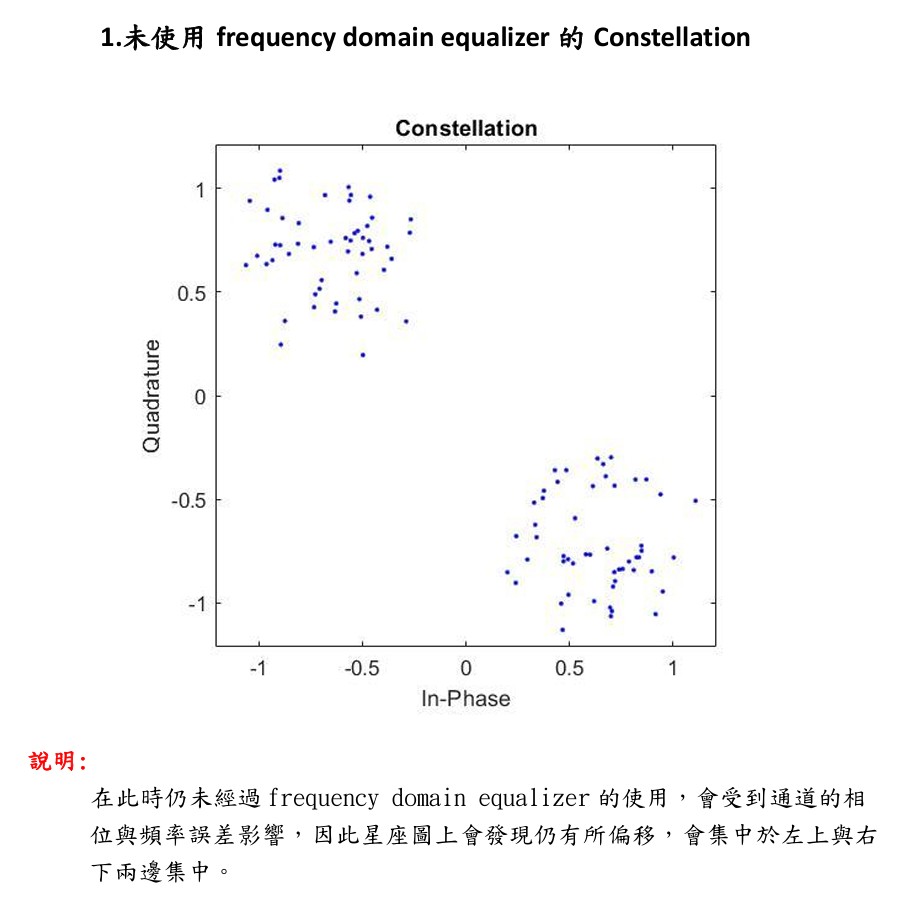 1.未使用 frequency domain equalizer 的 Constellation
Constellation
1
0.5
0
-0.5
-1
Quadrature
-1 -0.5 0 0.5 1
In-Phase
說明:
在此時仍未經過 frequency domain equalizer 的使用，會受到通道的相
位與頻率誤差影響，因此星座圖上會發現仍有所偏移，會集中於左上與右
下兩邊集中。